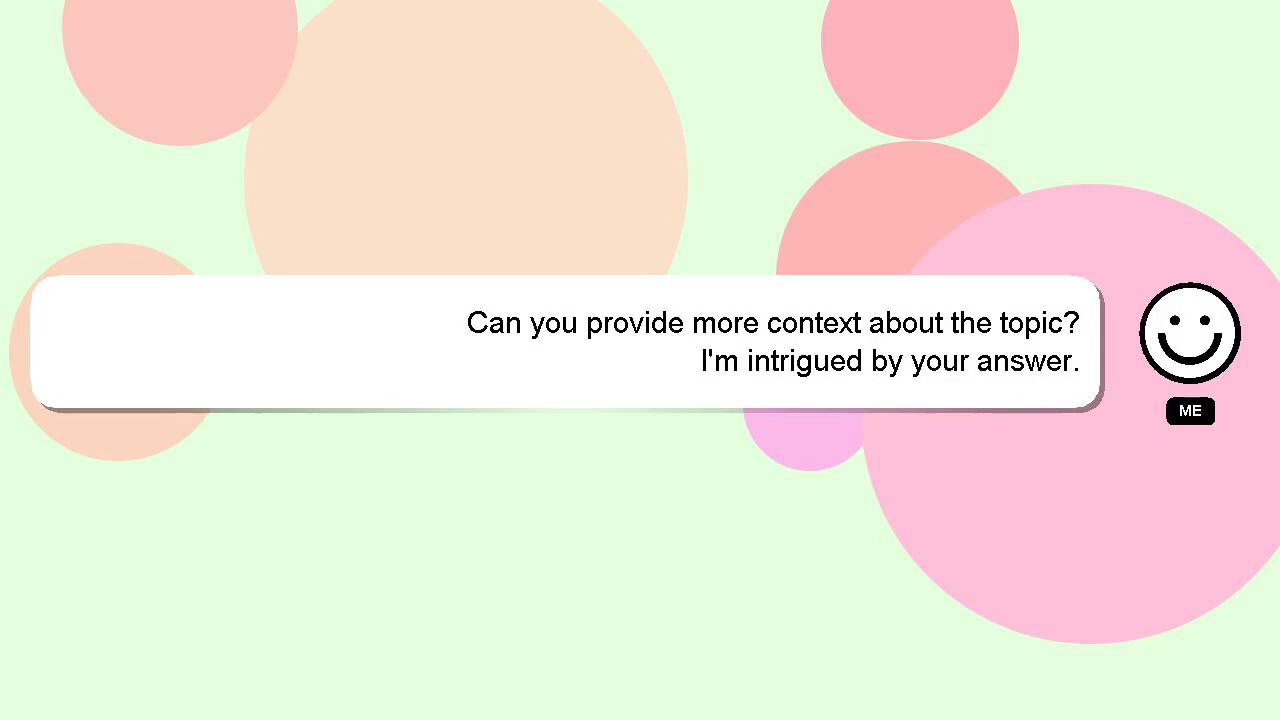 Can you provide more context about the topic?
I'm intrigued by your answer.
ME